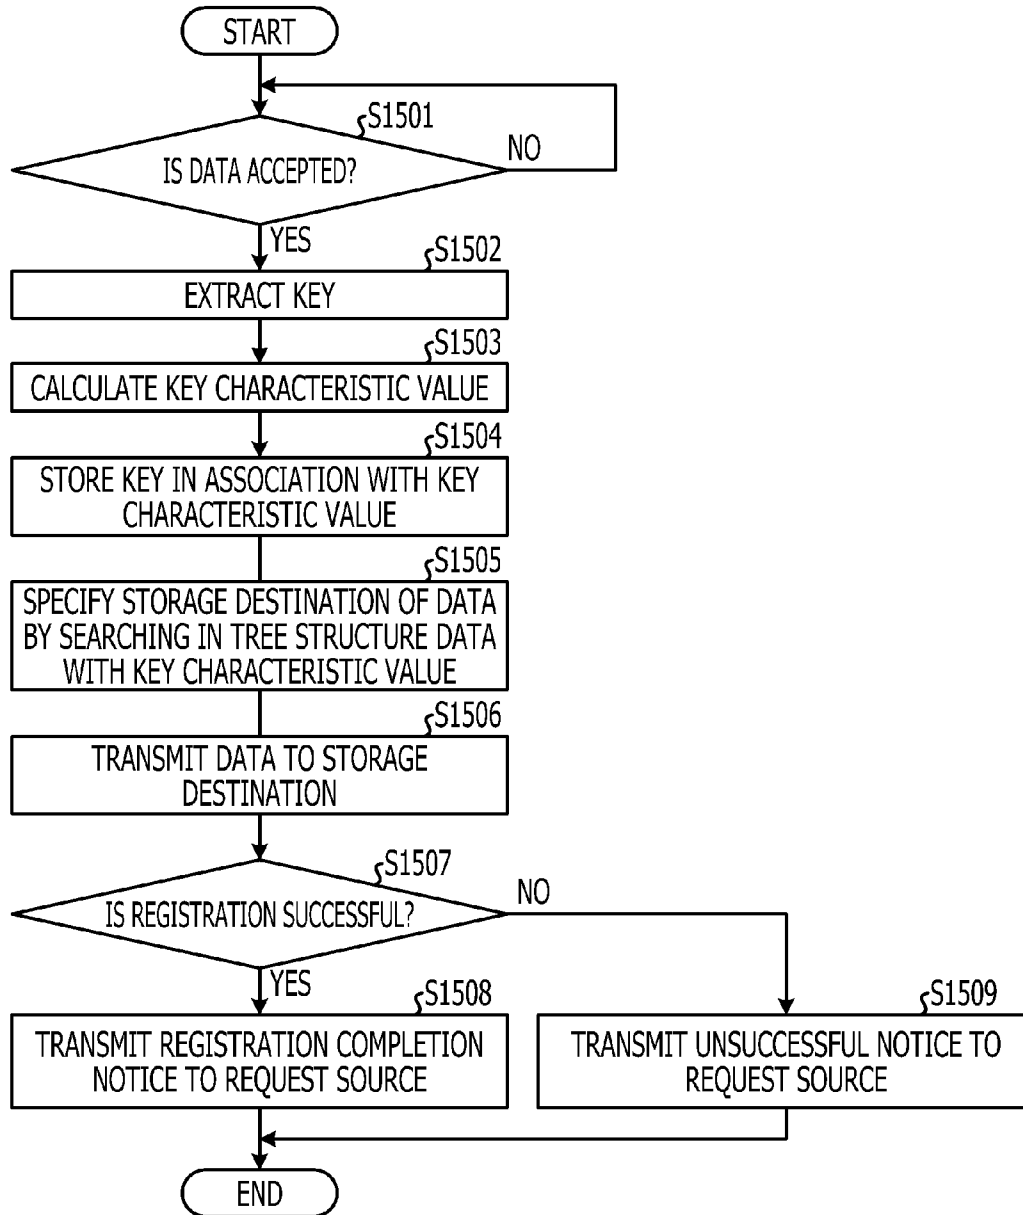 START
S1501
IS DATA ACCEPTED?
NO
YES
S1502
EXTRACT KEY
S1503
CALCULATE KEY CHARACTERISTIC VALUE
S1504
STORE KEY IN ASSOCIATION WITH KEY
CHARACTERISTIC VALUE
S1505
SPECIFY STORAGE DESTINATION OF DATA
BY SEARCHING IN TREE STRUCTURE DATA
WITH KEY CHARACTERISTIC VALUE
S1506
TRANSMIT DATA TO STORAGE
DESTINATION
S1507
IS REGISTRATION SUCCESSFUL?
NO
YES
S1508
TRANSMIT REGISTRATION COMPLETION
NOTICE TO REQUEST SOURCE
S1509
TRANSMIT UNSUCCESSFUL NOTICE TO
REQUEST SOURCE
END